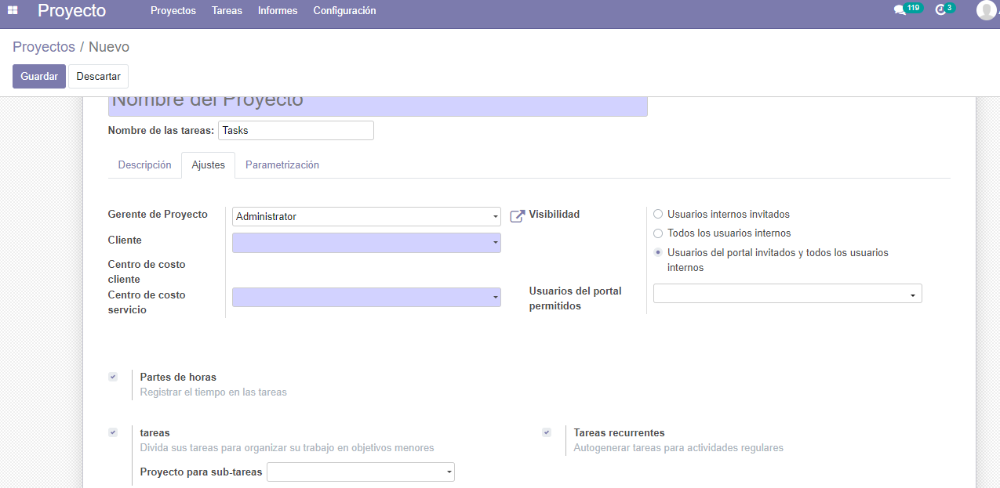 Proyecto Proyectos Tareas Informes Configuración 119 3
Proyectos / Nuevo
Guardar Descartar
Nombre del Proyecto
Nombre de las tareas: Tasks
Descripción Ajustes Parametrización
Gerente de Proyecto Administrator Visibilidad Usuarios internos invitados
Cliente Todos los usuarios internos
Usuarios del portal invitados y todos los usuarios
internos
Centro de costo
cliente
Centro de costo
servicio
Usuarios del portal
permitidos
Partes de horas
Registrar el tiempo en las tareas
tareas
Divida sus tareas para organizar su trabajo en objetivos menores
Proyecto para sub-tareas
Tareas recurrentes
Autogenerar tareas para actividades regulares